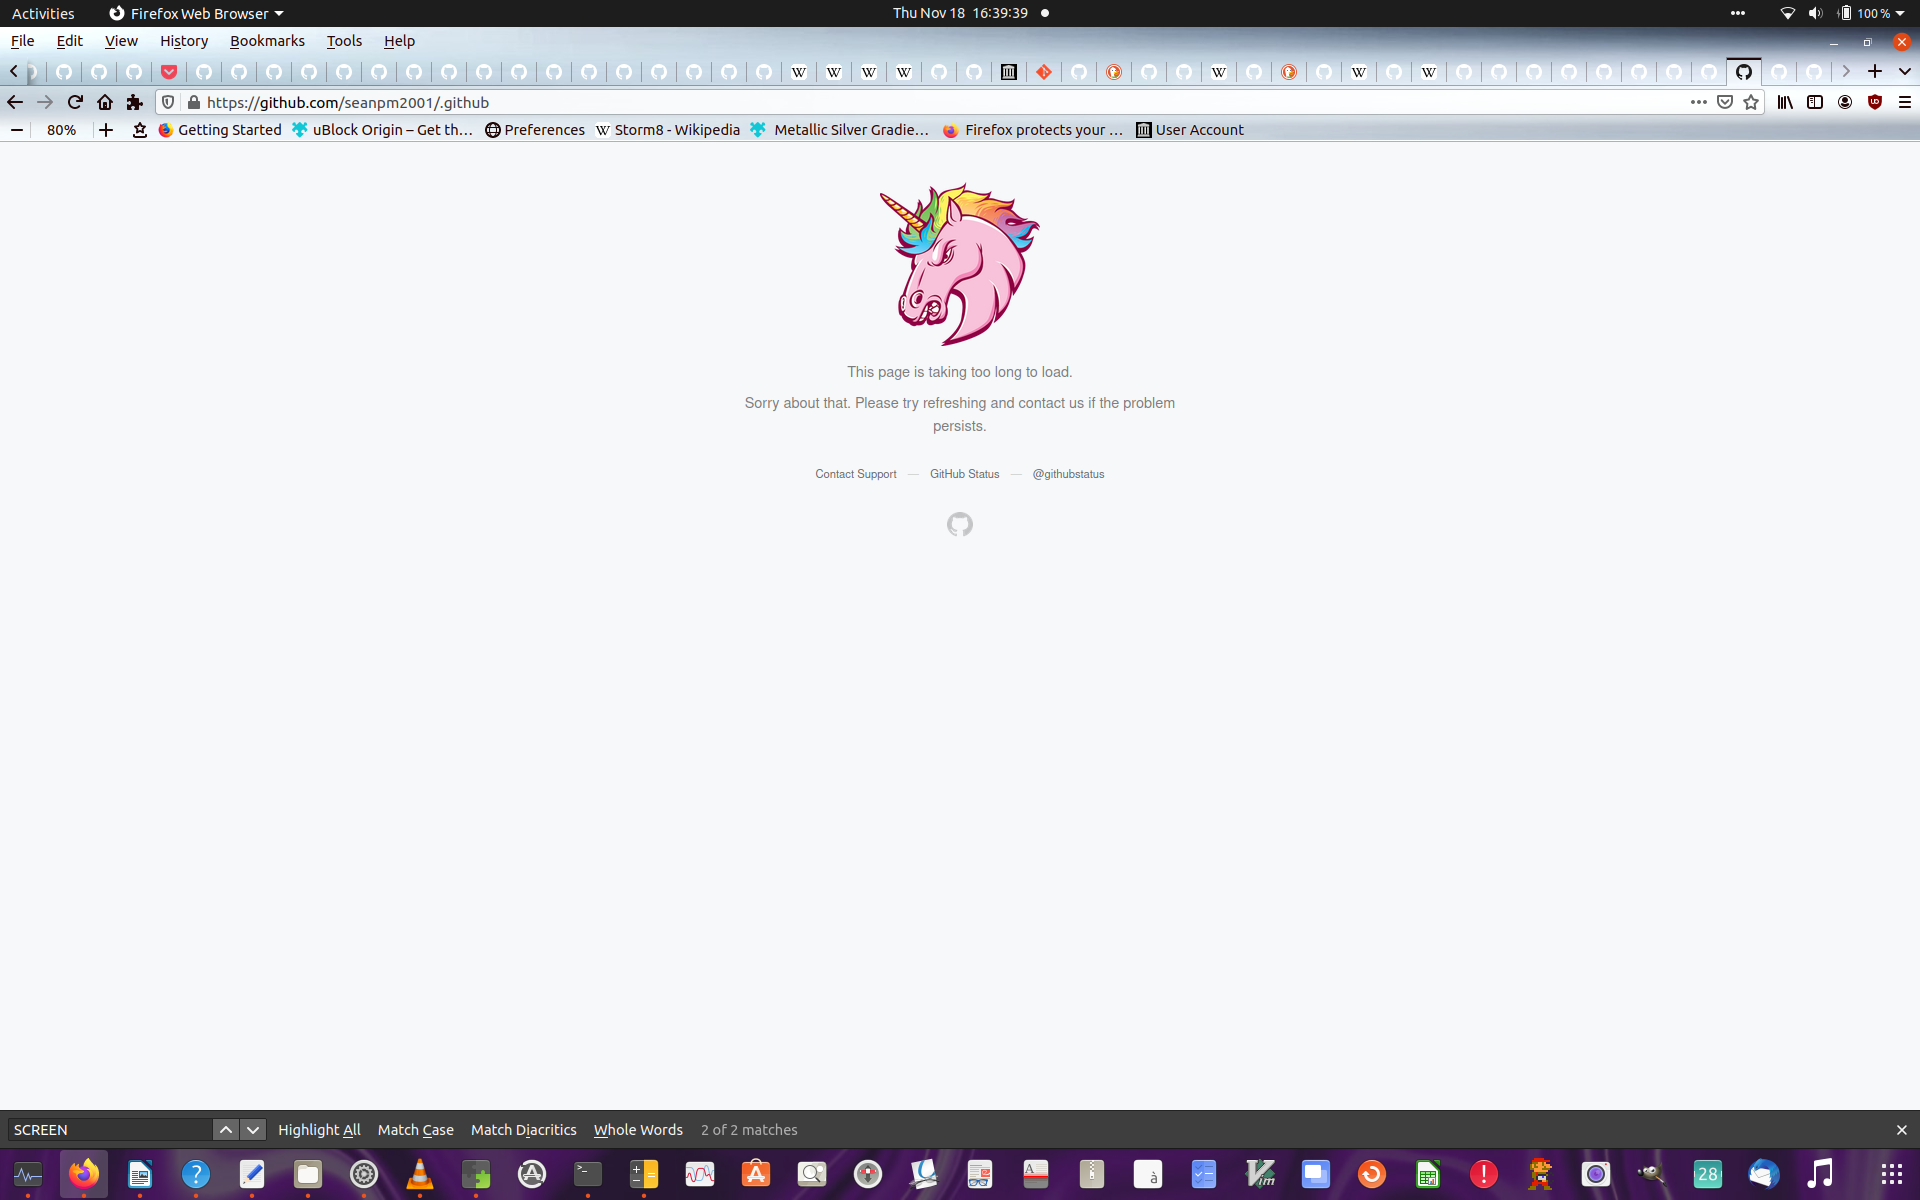 Activities Firefox Web Browser Thu Nov 18 16:39:39 100 %
File Edit View History Bookmarks Tools Help
https://github.com/seanpm2001/.github
80% Getting Started uBlock Origin – Get th… Preferences Storm8 - Wikipedia Metallic Silver Gradie… Firefox protects your … User Account
This page is taking too long to load.
Sorry about that. Please try refreshing and contact us if the problem
persists.
Contact Support — GitHub Status — @githubstatus
SCREEN Highlight All Match Case Match Diacritics Whole Words 2 of 2 matches
28